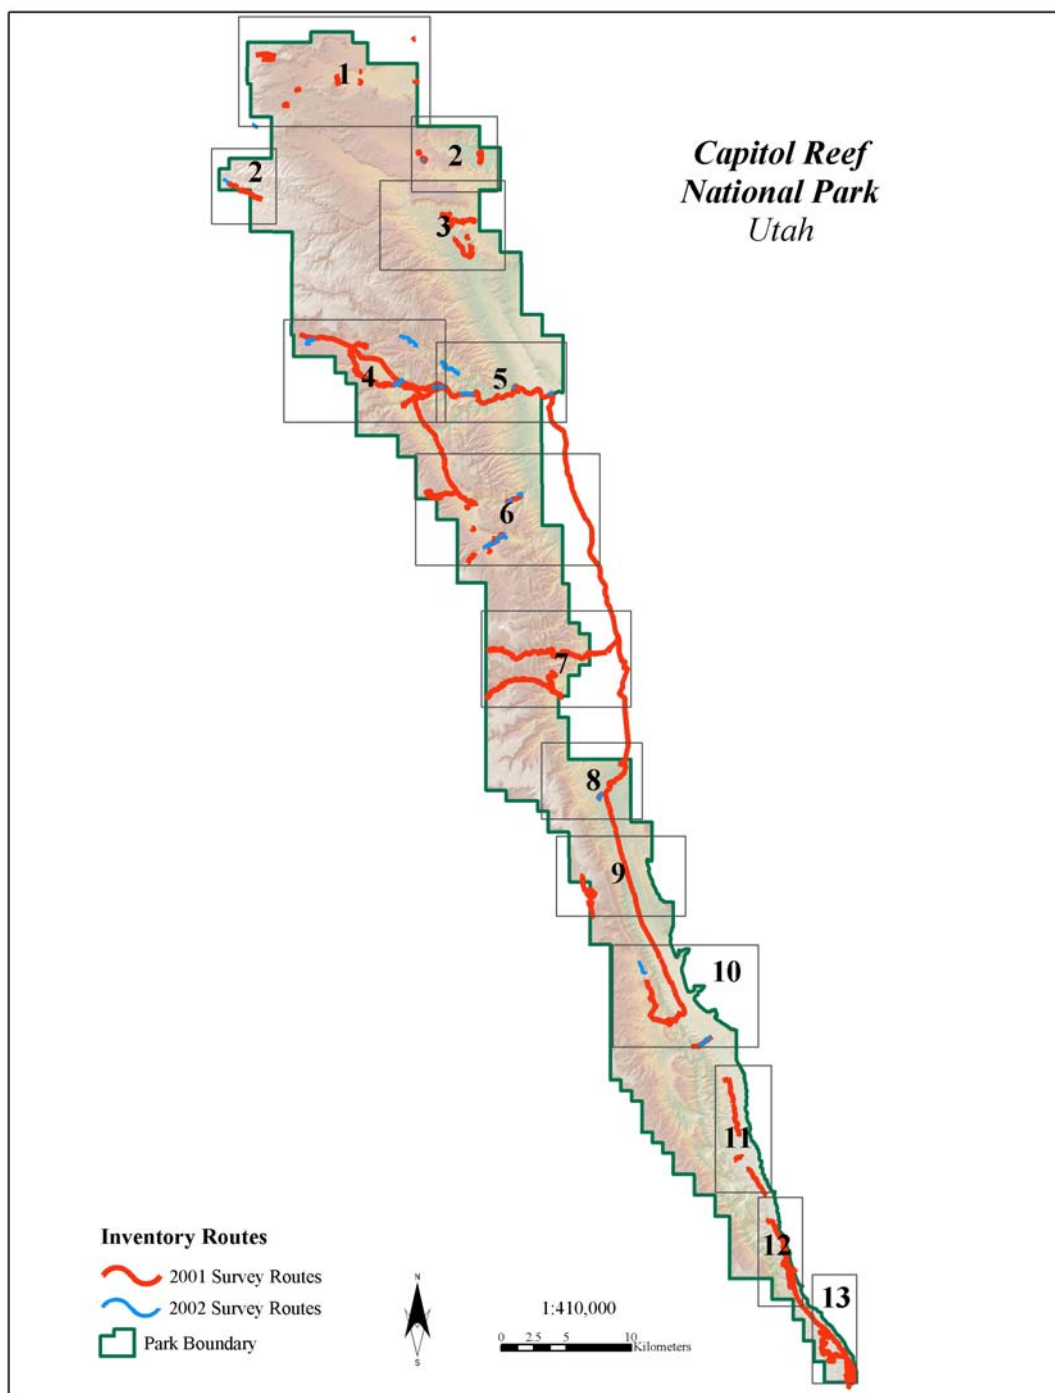 Capitol Reef
National Park
Utah
1
2
2
3
4
5
6
7
8
9
10
11
12
13
Inventory Routes
2001 Survey Routes
2002 Survey Routes
Park Boundary
N
S
1:410,000
0 2.5 5 10
Kilometers